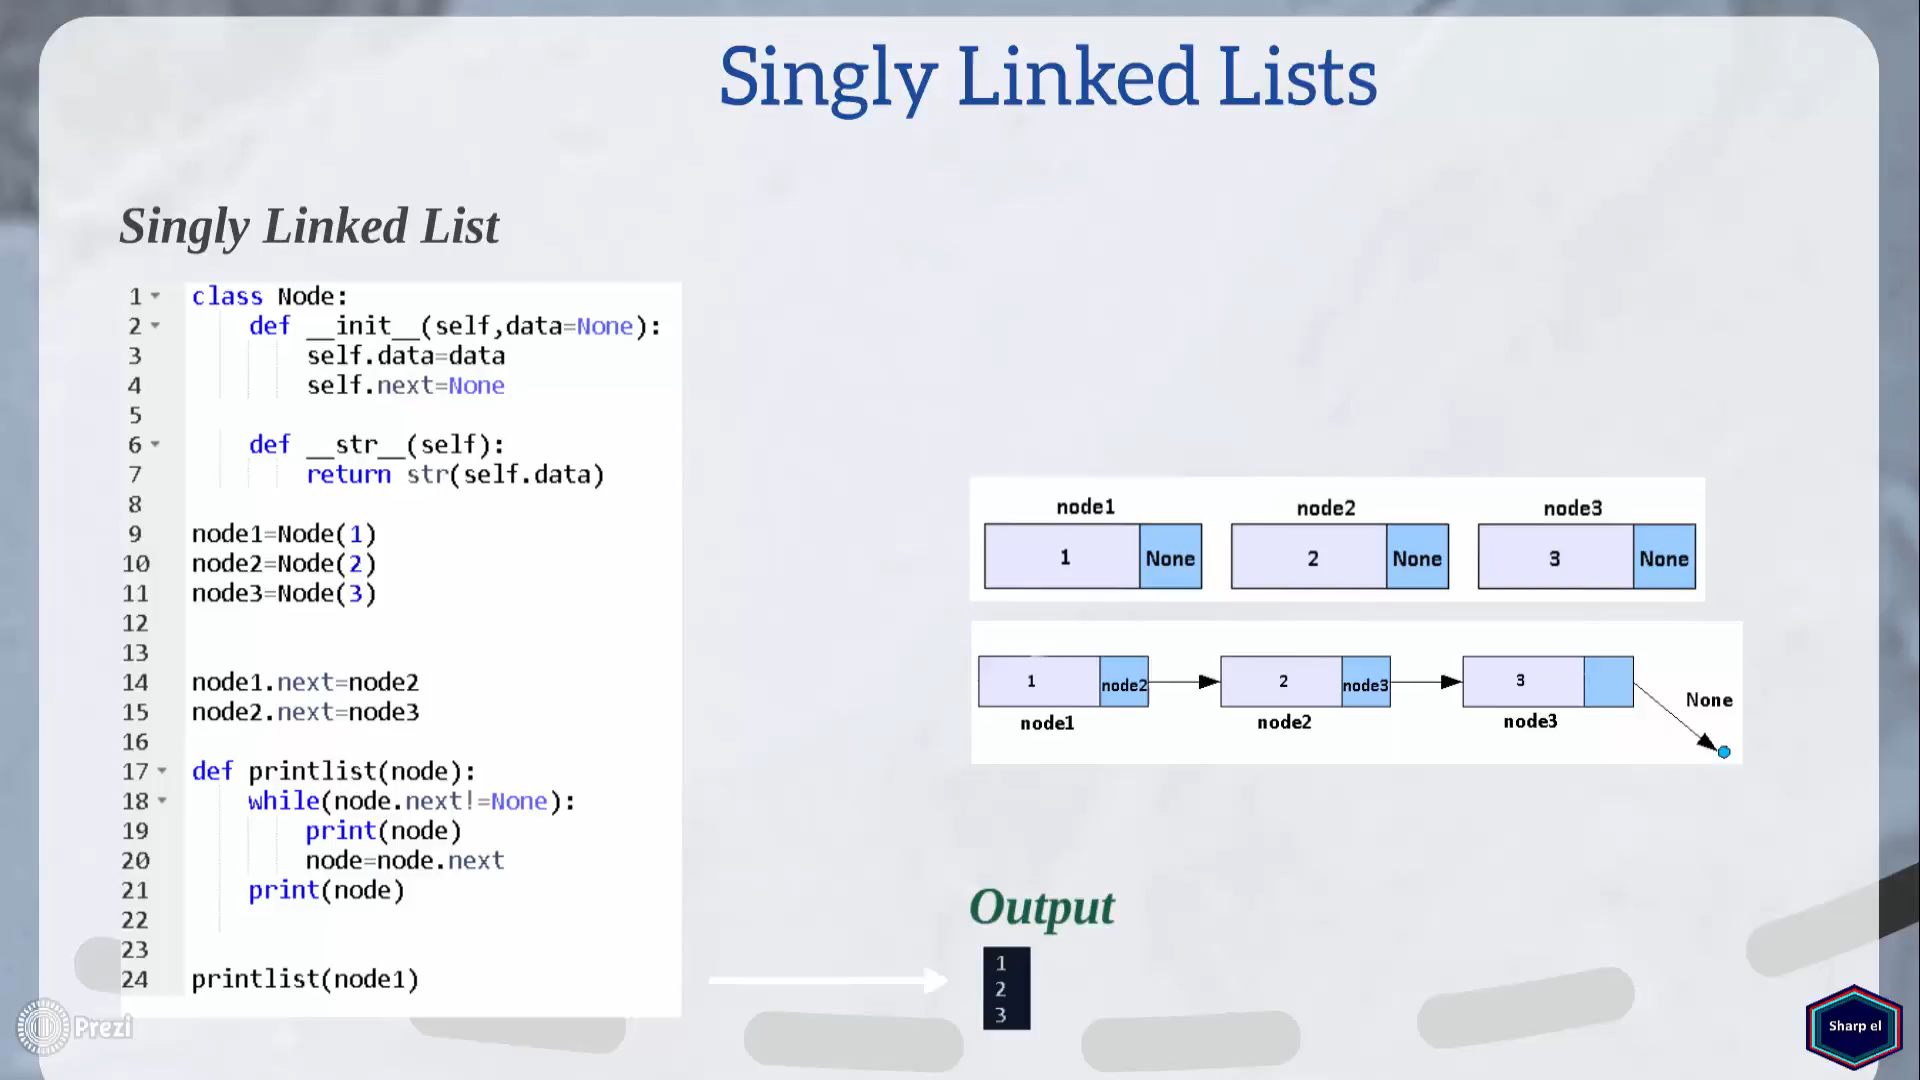 Singly Linked Lists
Singly Linked List
1 class Node:
2     def __init__(self,data=None):
3         self.data=data
4         self.next=None
5
6     def __str__(self):
7         return str(self.data)
8
9 node1=Node(1)
10 node2=Node(2)
11 node3=Node(3)
12
13
14 node1.next=node2
15 node2.next=node3
16
17 def printlist(node):
18     while(node.next!=None):
19         print(node)
20         node=node.next
21     print(node)
22
23
24 printlist(node1)
node1 node2 node3
1 None 2 None 3 None
1 node2 2 node3 3
None
node1 node2 node3
Output
1
2
3
Prezi
Sharp el